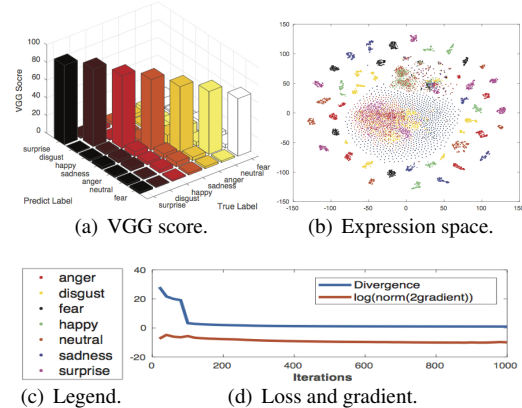 100
80
60
40
20
0
VGG Score
surprise
disgust
happy
sadness
anger
neutral
fear
Predict Label
fear
neutral
anger
sadness
happy
disgust
surprise
True Label
(a) VGG score.
150
100
50
0
-50
-100
-150
-150 -100 -50 0 50 100 150
(b) Expression space.
anger
disgust
fear
happy
neutral
sadness
surprise
(c) Legend.
40
20
0
-20
0 200 400 600 800 1000
Iterations
Divergence
log(norm(2gradient))
(d) Loss and gradient.